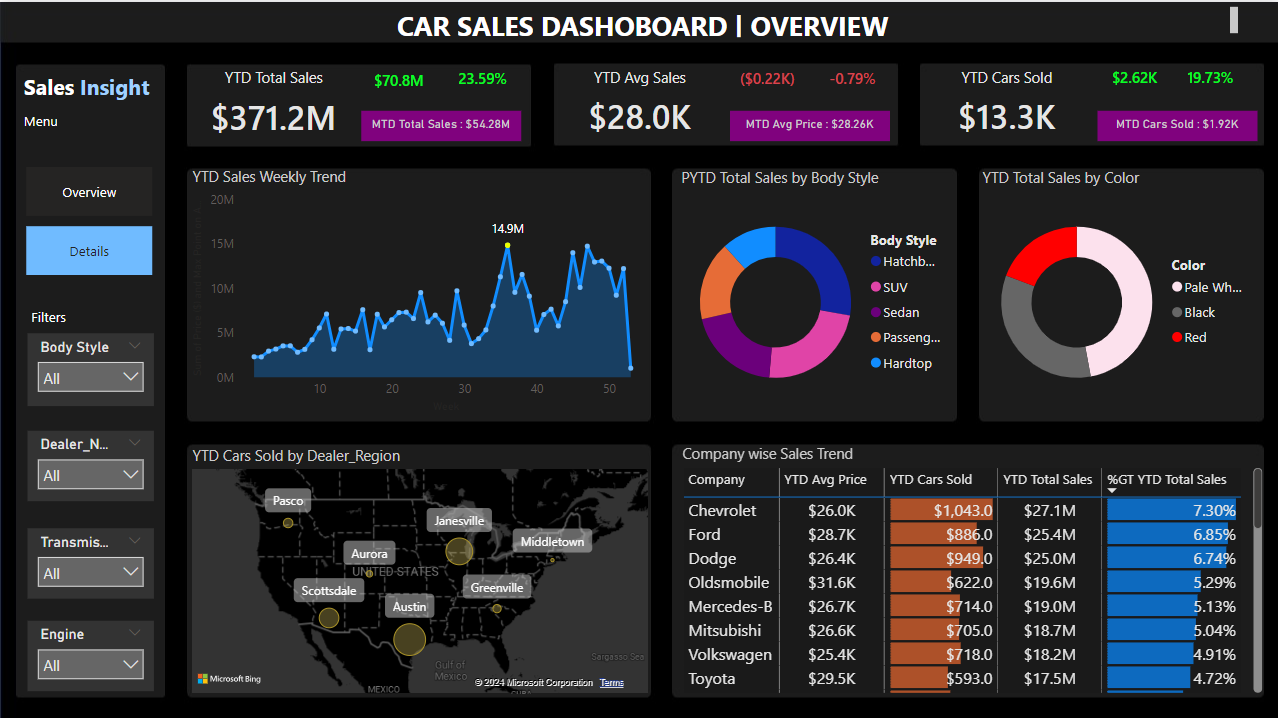 CAR SALES DASHOBOARD | OVERVIEW
Sales Insight
Menu
Overview
Details
Filters
Body Style
All
Dealer_N...
All
Transmis...
All
Engine
All
YTD Total Sales
$70.8M
23.59%
$371.2M
MTD Total Sales : $54.28M
YTD Avg Sales
($0.22K)
-0.79%
$28.0K
MTD Avg Price : $28.26K
YTD Cars Sold
$2.62K
19.73%
$13.3K
MTD Cars Sold : $1.92K
YTD Sales Weekly Trend
20M
15M
10M
5M
0M
14.9M
10
20
30
40
50
PYTD Total Sales by Body Style
Body Style
Hatchb...
SUV
Sedan
Passeng...
Hardtop
YTD Total Sales by Color
Color
Pale Wh...
Black
Red
YTD Cars Sold by Dealer_Region
Pasco
Janesville
Middletown
Aurora
UNITED STATES
Scottsdale
Greenville
Austin
Gulf of
Mexico
Sargasso Sea
MEXICO
CUBA
Microsoft Bing
© 2024 Microsoft Corporation Terms
Company wise Sales Trend
Company YTD Avg Price YTD Cars Sold YTD Total Sales %GT YTD Total Sales
Chevrolet $26.0K $1,043.0 $27.1M 7.30%
Ford $28.7K $886.0 $25.4M 6.85%
Dodge $26.4K $949.0 $25.0M 6.74%
Oldsmobile $31.6K $622.0 $19.6M 5.29%
Mercedes-B $26.7K $714.0 $19.0M 5.13%
Mitsubishi $26.6K $705.0 $18.7M 5.04%
Volkswagen $25.4K $718.0 $18.2M 4.91%
Toyota $29.5K $593.0 $17.5M 4.72%